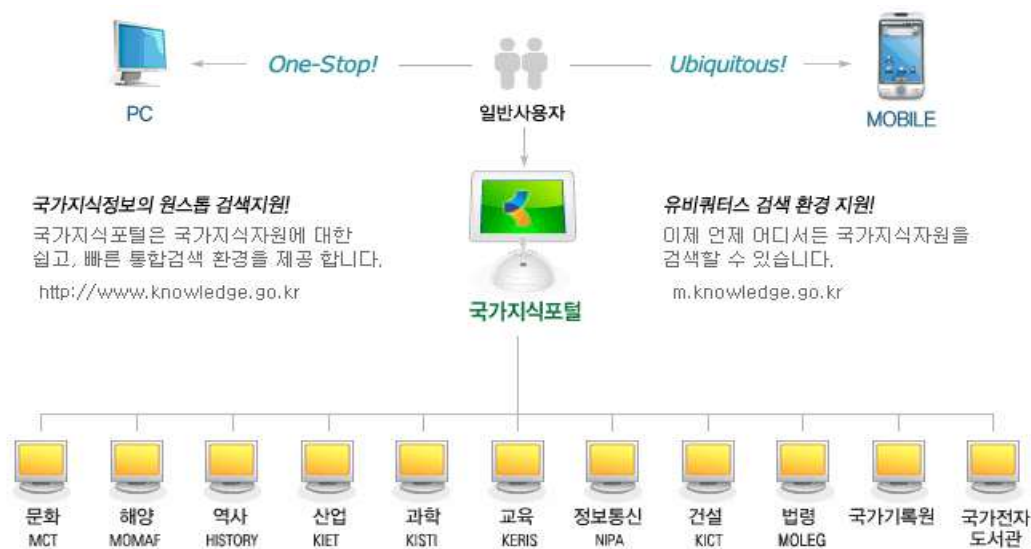 One-Stop!
Ubiquitous!
PC
일반사용자
MOBILE
국가지식정보의 원스톱 검색지원!
국가지식포털은 국가지식자원에 대한
쉽고, 빠른 통합검색 환경을 제공 합니다.
http://www.knowledge.go.kr
유비쿼터스 검색 환경 지원!
이제 언제 어디서든 국가지식자원을
검색할 수 있습니다.
m.knowledge.go.kr
국가지식포털
문화
MCT
해양
MOMAF
역사
HISTORY
산업
KIET
과학
KISTI
교육
KERIS
정보통신
NIPA
건설
KICT
법령
MOLEG
국가기록원
국가전자
도서관